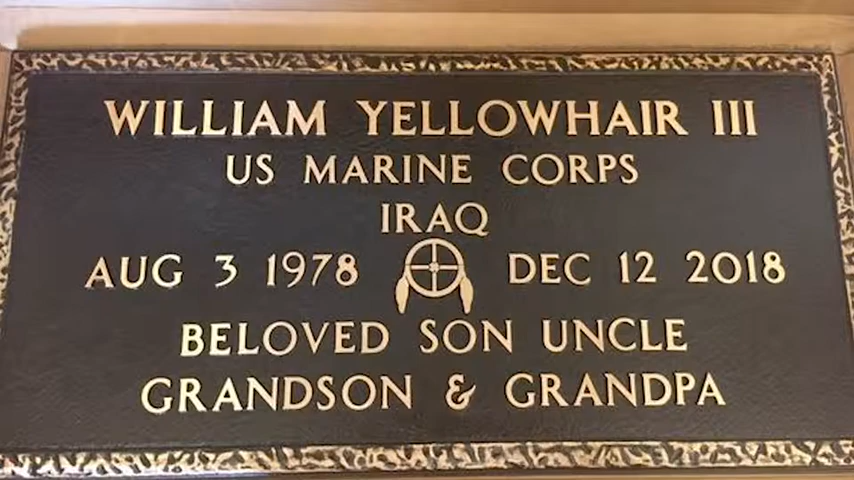 WILLIAM YELLOWHAIR III
US MARINE CORPS
IRAQ
AUG 3 1978 DEC 12 2018
BELOVED SON UNCLE
GRANDSON & GRANDPA